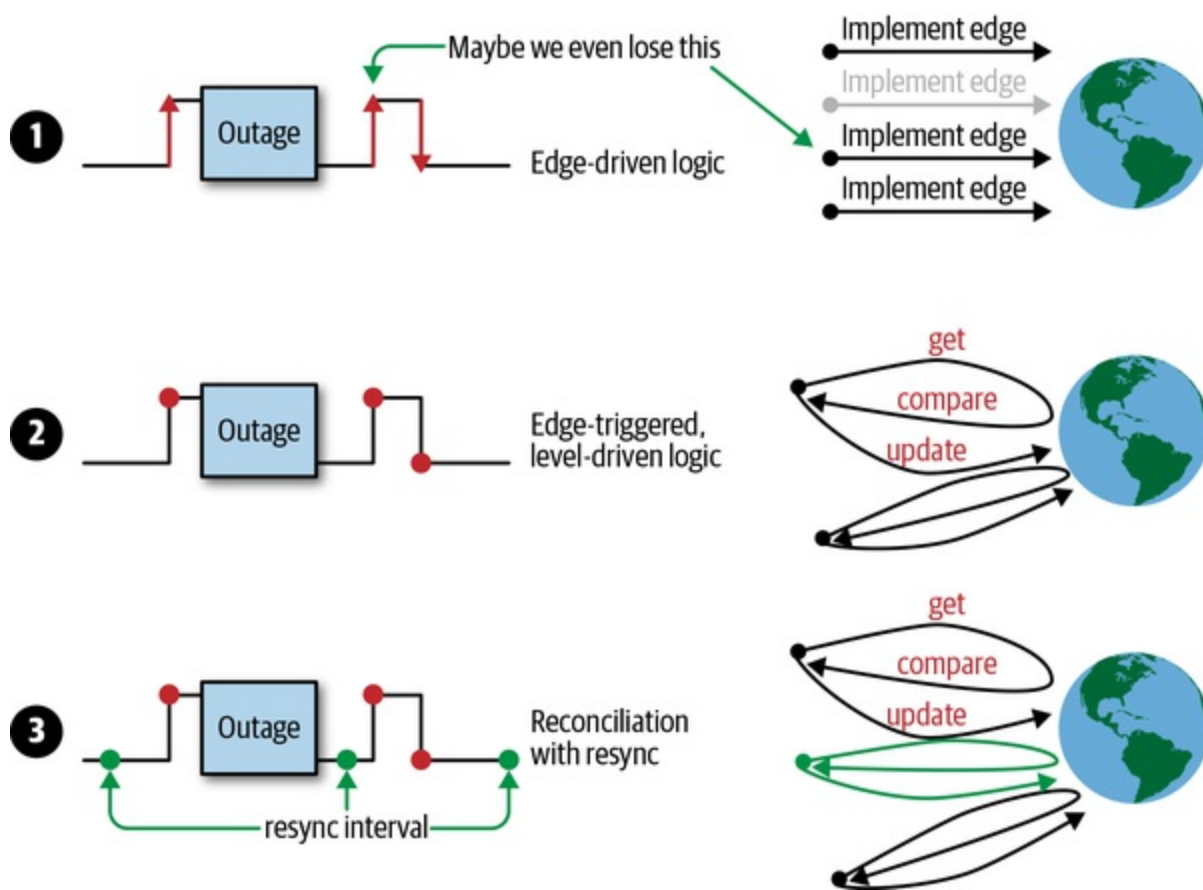 Maybe we even lose this
Implement edge
Implement edge
Implement edge
Implement edge
1
Outage
Edge-driven logic
2
Outage
Edge-triggered,
level-driven logic
get
compare
update
3
Outage
Reconciliation
with resync
resync interval
get
compare
update